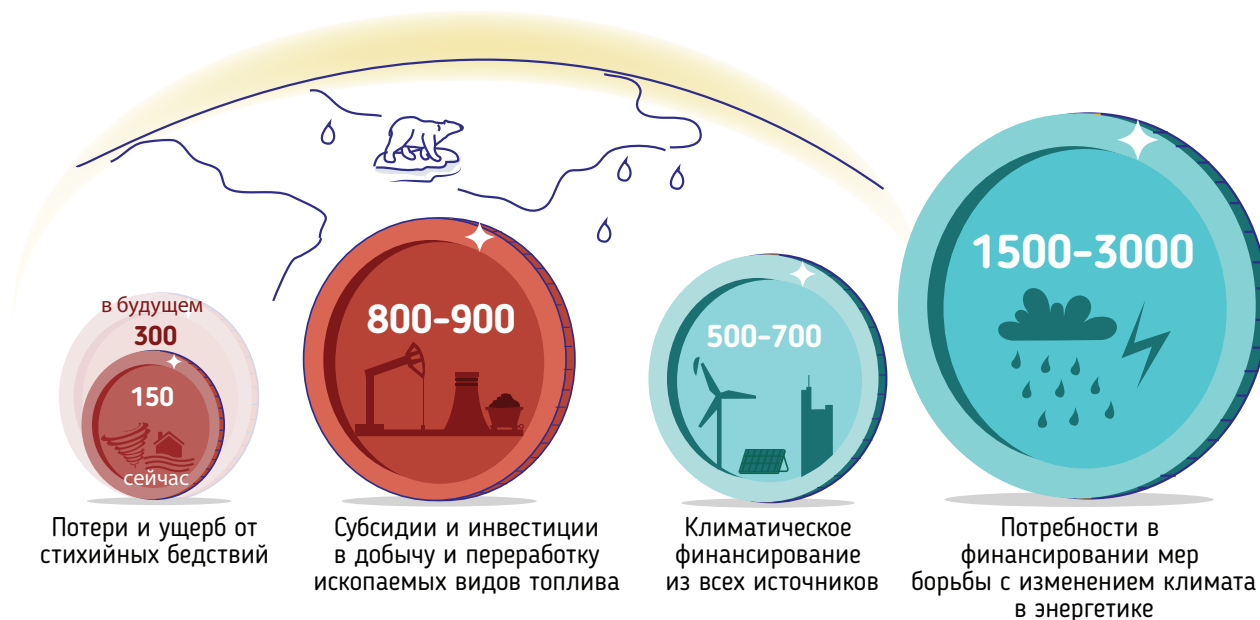 в будущем
300
150
сейчас
Потери и ущерб от
стихийных бедствий
800–900
Субсидии и инвестиции
в добычу и переработку
ископаемых видов топлива
500–700
Климатическое
финансирование
из всех источников
1500–3000
Потребности в
финансировании мер
борьбы с изменением климата
в энергетике